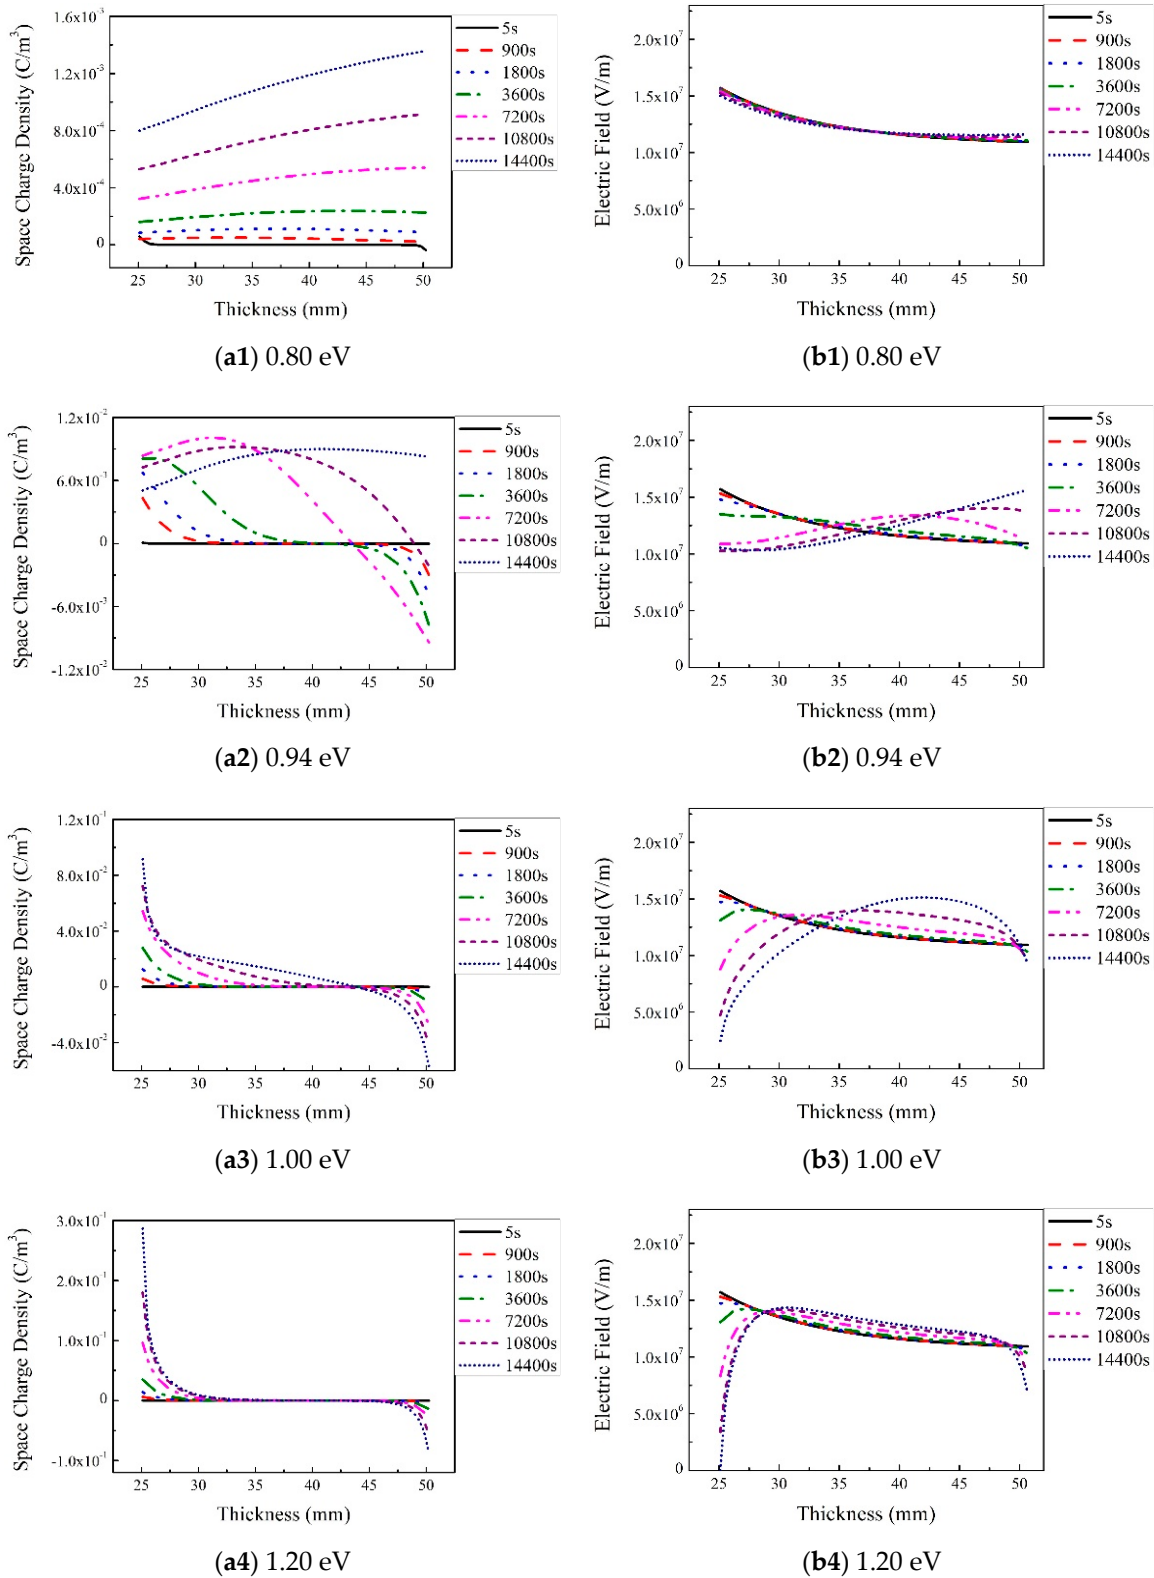 1.6x10⁻³
1.2x10⁻³
8.0x10⁻⁴
4.0x10⁻⁴
0
25 30 35 40 45 50
Space Charge Density (C/m³)
Thickness (mm)
5s
900s
1800s
3600s
7200s
10800s
14400s
(a1) 0.80 eV
2.0x10⁷
1.5x10⁷
1.0x10⁷
5.0x10⁶
0
25 30 35 40 45 50
Electric Field (V/m)
Thickness (mm)
5s
900s
1800s
3600s
7200s
10800s
14400s
(b1) 0.80 eV
1.2x10⁻²
6.0x10⁻³
0
-6.0x10⁻³
-1.2x10⁻²
25 30 35 40 45 50
Space Charge Density (C/m³)
Thickness (mm)
5s
900s
1800s
3600s
7200s
10800s
14400s
(a2) 0.94 eV
2.0x10⁷
1.5x10⁷
1.0x10⁷
5.0x10⁶
0
25 30 35 40 45 50
Electric Field (V/m)
Thickness (mm)
5s
900s
1800s
3600s
7200s
10800s
14400s
(b2) 0.94 eV
1.2x10⁻¹
8.0x10⁻²
4.0x10⁻²
0
-4.0x10⁻²
25 30 35 40 45 50
Space Charge Density (C/m³)
Thickness (mm)
5s
900s
1800s
3600s
7200s
10800s
14400s
(a3) 1.00 eV
2.0x10⁷
1.5x10⁷
1.0x10⁷
5.0x10⁶
0
25 30 35 40 45 50
Electric Field (V/m)
Thickness (mm)
5s
900s
1800s
3600s
7200s
10800s
14400s
(b3) 1.00 eV
3.0x10⁻¹
2.0x10⁻¹
1.0x10⁻¹
0
-1.0x10⁻¹
25 30 35 40 45 50
Space Charge Density (C/m³)
Thickness (mm)
5s
900s
1800s
3600s
7200s
10800s
14400s
(a4) 1.20 eV
2.0x10⁷
1.5x10⁷
1.0x10⁷
5.0x10⁶
0
25 30 35 40 45 50
Electric Field (V/m)
Thickness (mm)
5s
900s
1800s
3600s
7200s
10800s
14400s
(b4) 1.20 eV